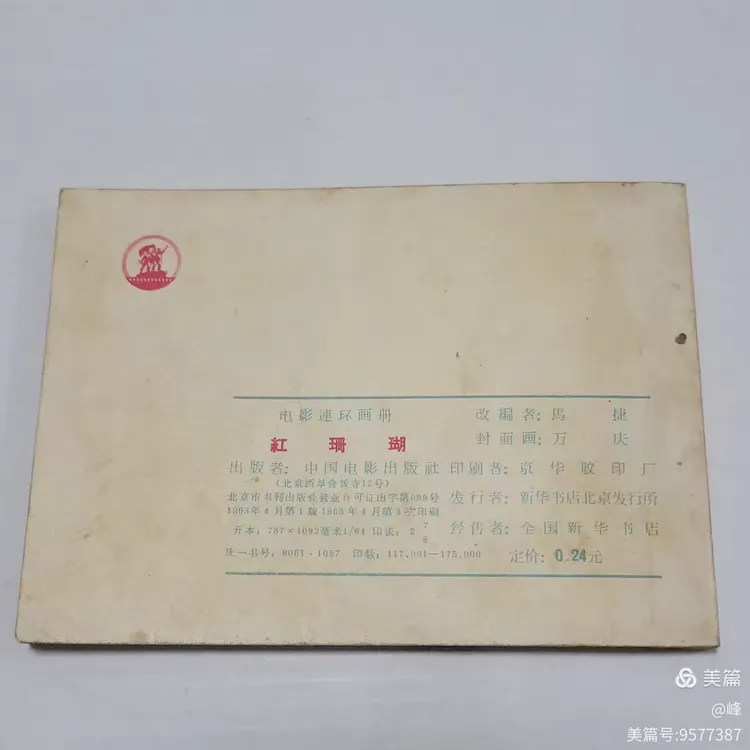 电影連环画册
紅珊瑚
出版者: 中国电影出版社
(北京西单舍饭寺12号)
北京市书刊出版业营业许可证出字第089号
1963年4月第1版1965年4月第3次印刷
开本: 787×1092毫米1/64 印张: 2 7/8
统一书号: 8061·1057 印数: 117,001—175,000
改編者: 馬捷
封面画: 万庆
印刷者: 京华胶印厂
发行者: 新华书店北京发行所
经售者: 全国新华书店
定价: 0.24元
美篇
@峰
美篇号:9577387